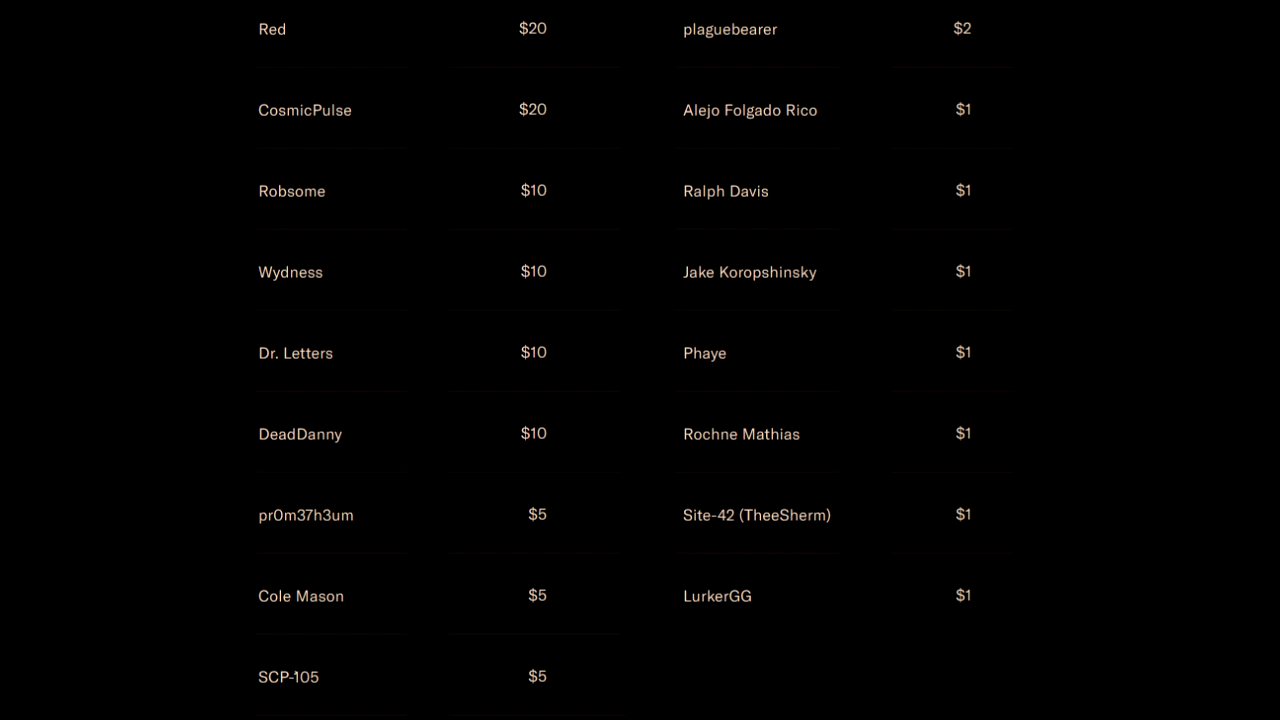 Red $20 plaguebearer $2
CosmicPulse $20 Alejo Folgado Rico $1
Robsome $10 Ralph Davis $1
Wydness $10 Jake Koropshinsky $1
Dr. Letters $10 Phaye $1
DeadDanny $10 Rochne Mathias $1
pr0m37h3um $5 Site-42 (TheeSherm) $1
Cole Mason $5 LurkerGG $1
SCP-105 $5